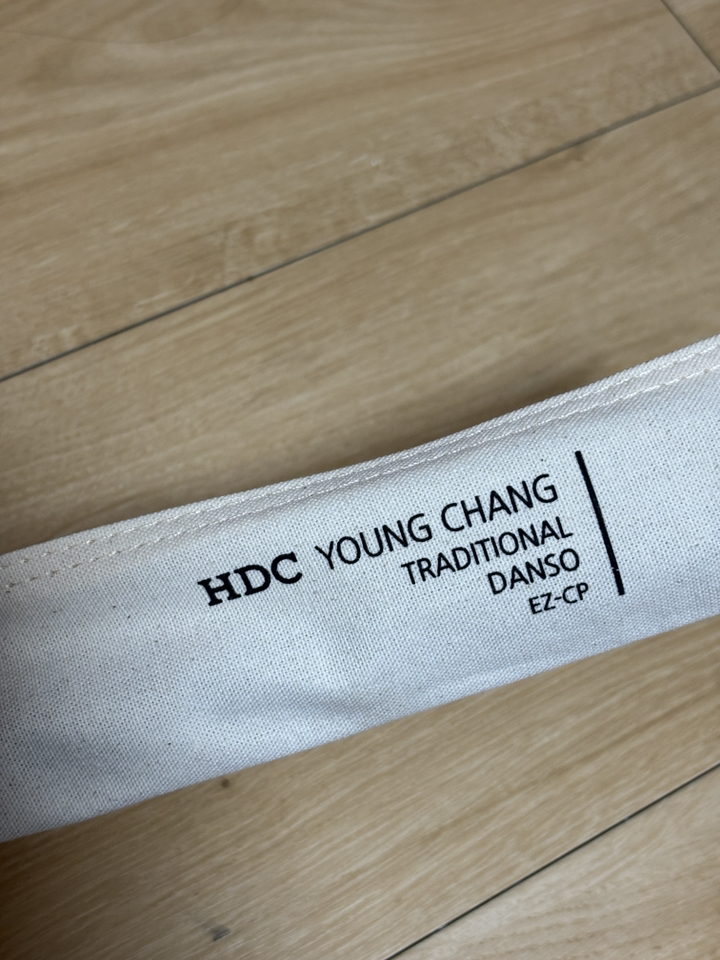 HDC YOUNG CHANG
TRADITIONAL
DANSO
EZ-CP